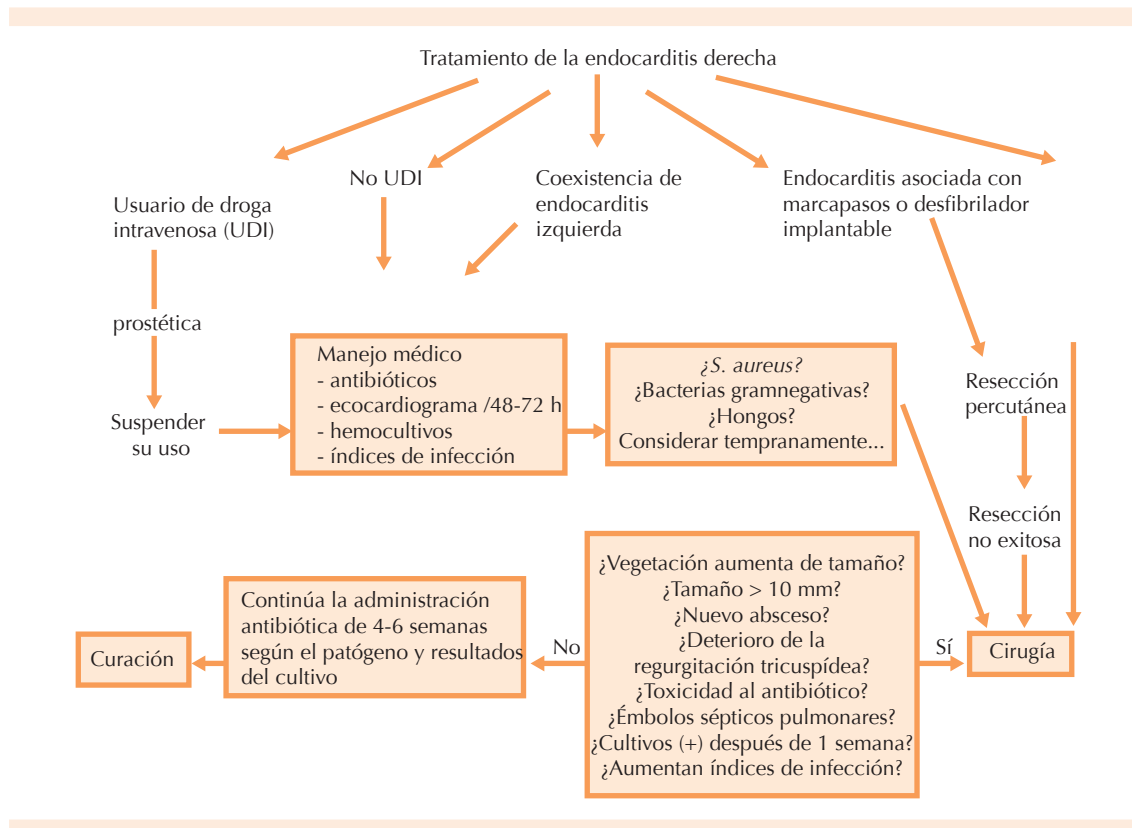 Tratamiento de la endocarditis derecha
Usuario de droga
intravenosa (UDI)
No UDI
Coexistencia de
endocarditis
izquierda
Endocarditis asociada con
marcapasos o desfibrilador
implantable
prostética
Suspender
su uso
Manejo médico
- antibióticos
- ecocardiograma /48-72 h
- hemocultivos
- índices de infección
¿S. aureus?
¿Bacterias gramnegativas?
¿Hongos?
Considerar tempranamente...
Resección
percutánea
Resección
no exitosa
Curación
Continúa la administración
antibiótica de 4-6 semanas
según el patógeno y resultados
del cultivo
No
¿Vegetación aumenta de tamaño?
¿Tamaño > 10 mm?
¿Nuevo absceso?
¿Deterioro de la
regurgitación tricuspídea?
¿Toxicidad al antibiótico?
¿Émbolos sépticos pulmonares?
¿Cultivos (+) después de 1 semana?
¿Aumentan índices de infección?
Sí
Cirugía